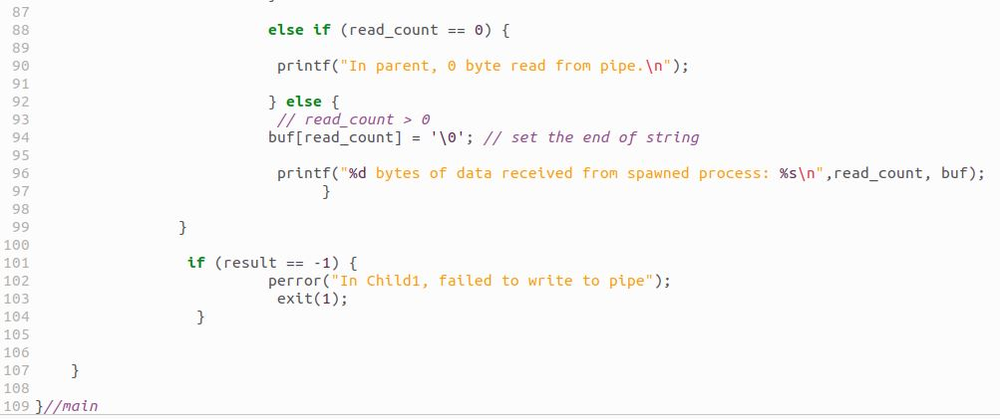 87
88 else if (read_count == 0) {
89
90 printf("In parent, 0 byte read from pipe.\n");
91
92 } else {
93 // read_count > 0
94 buf[read_count] = '\0'; // set the end of string
95
96 printf("%d bytes of data received from spawned process: %s\n",read_count, buf);
97 }
98
99 }
100
101 if (result == -1) {
102 perror("In Child1, failed to write to pipe");
103 exit(1);
104 }
105
106
107 }
108
109 }//main